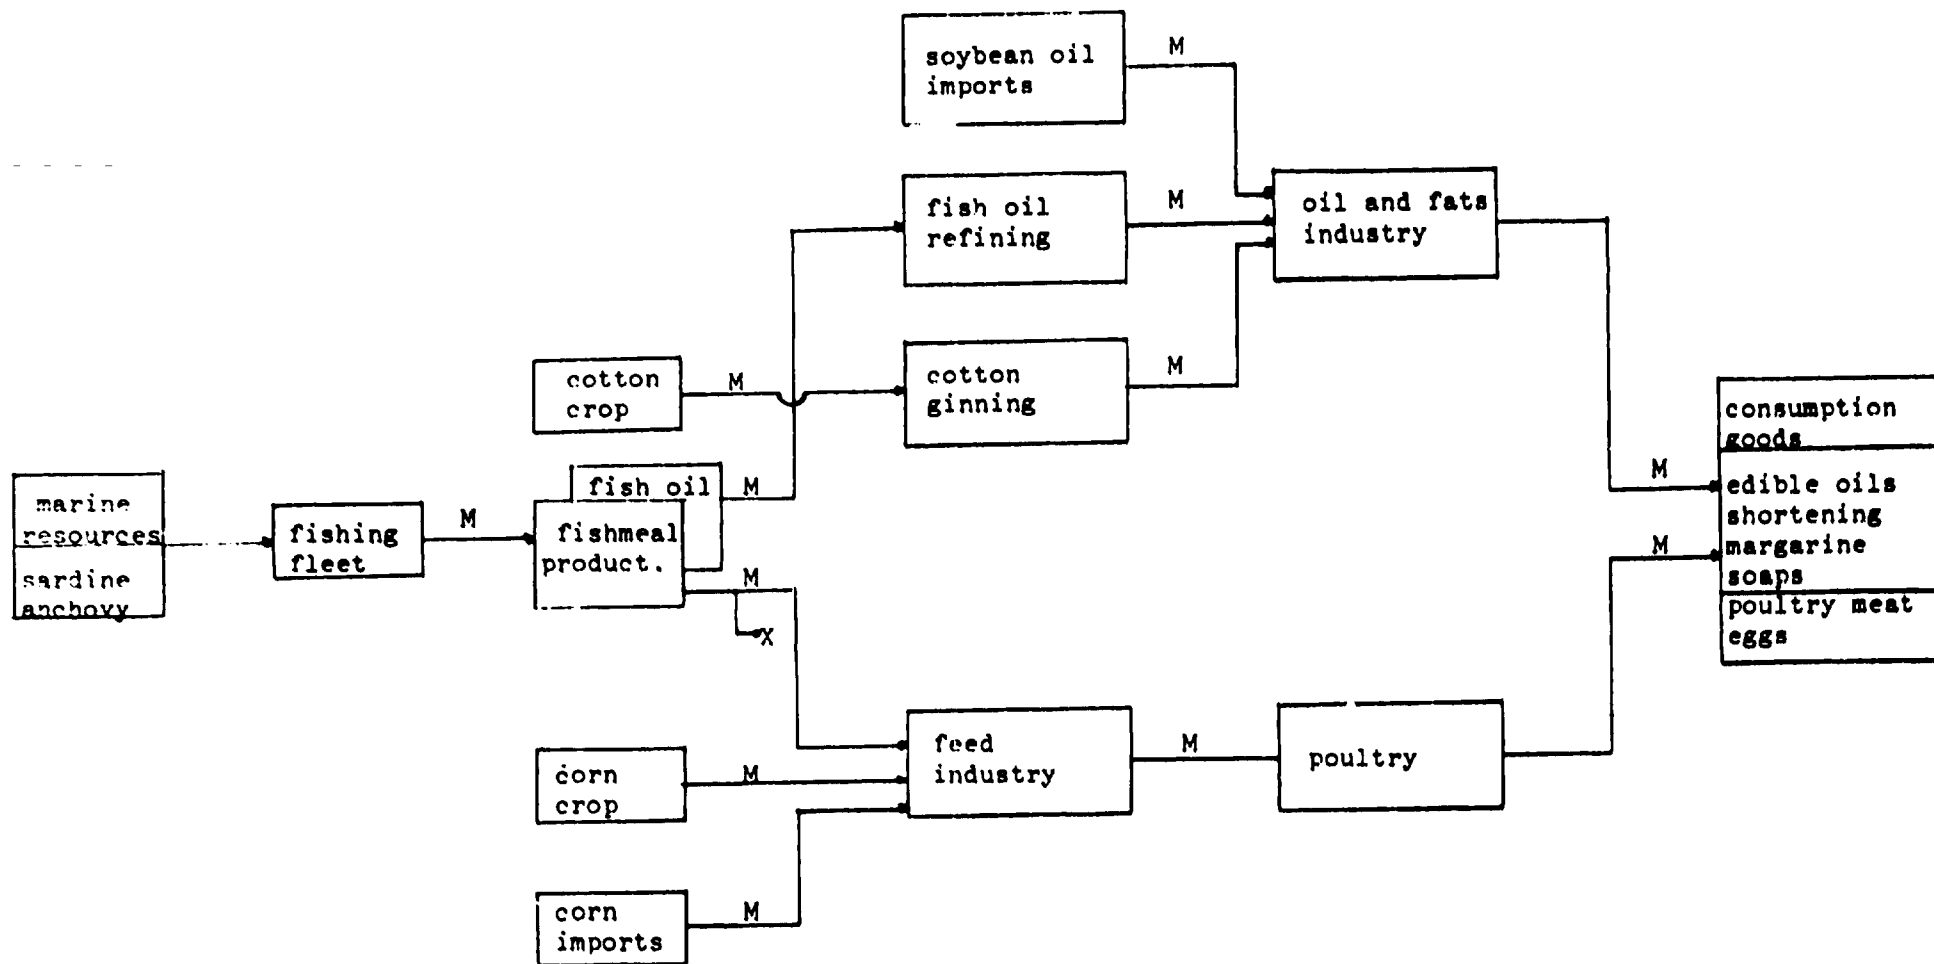 soybean oil
imports
M
fish oil
refining
M
oil and fats
industry
cotton
crop
M
cotton
ginning
M
consumption
goods
edible oils
shortening
margarine
soaps
poultry meat
eggs
M
M
marine
resources
sardine
anchovy
fishing
fleet
M
fish oil
M
fishmeal
product.
M
X
corn
crop
M
feed
industry
M
poultry
corn
imports
M